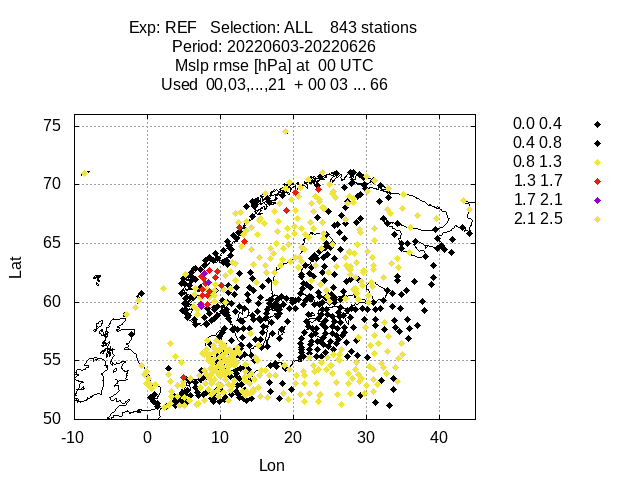 Exp: REF   Selection: ALL    843 stations
Period: 20220603-20220626
Mslp rmse [hPa] at  00 UTC
Used  00,03,...,21  + 00 03 ... 66
75
70
65
60
55
50
Lat
-10 0 10 20 30 40
Lon
0.0 0.4
0.4 0.8
0.8 1.3
1.3 1.7
1.7 2.1
2.1 2.5